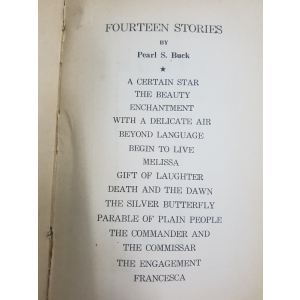 FOURTEEN STORIES
BY
Pearl S. Buck
★
A CERTAIN STAR
THE BEAUTY
ENCHANTMENT
WITH A DELICATE AIR
BEYOND LANGUAGE
BEGIN TO LIVE
MELISSA
GIFT OF LAUGHTER
DEATH AND THE DAWN
THE SILVER BUTTERFLY
PARABLE OF PLAIN PEOPLE
THE COMMANDER AND
THE COMMISSAR
THE ENGAGEMENT
FRANCESCA